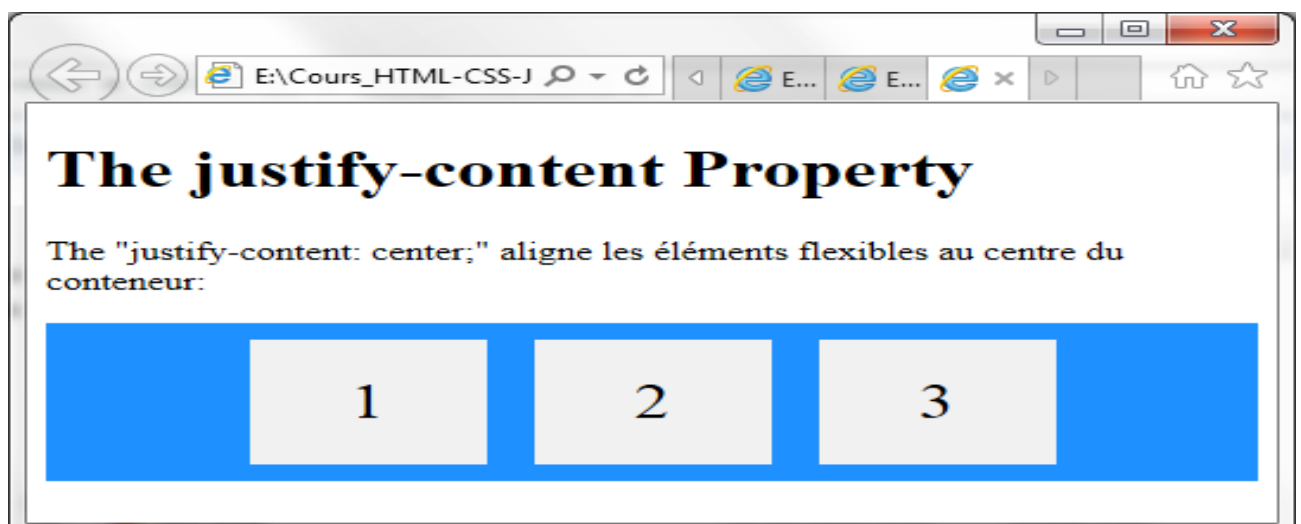 E:\Cours_HTML-CSS-J
E...
E...
The justify-content Property
The "justify-content: center;" aligne les éléments flexibles au centre du
conteneur:
1 2 3